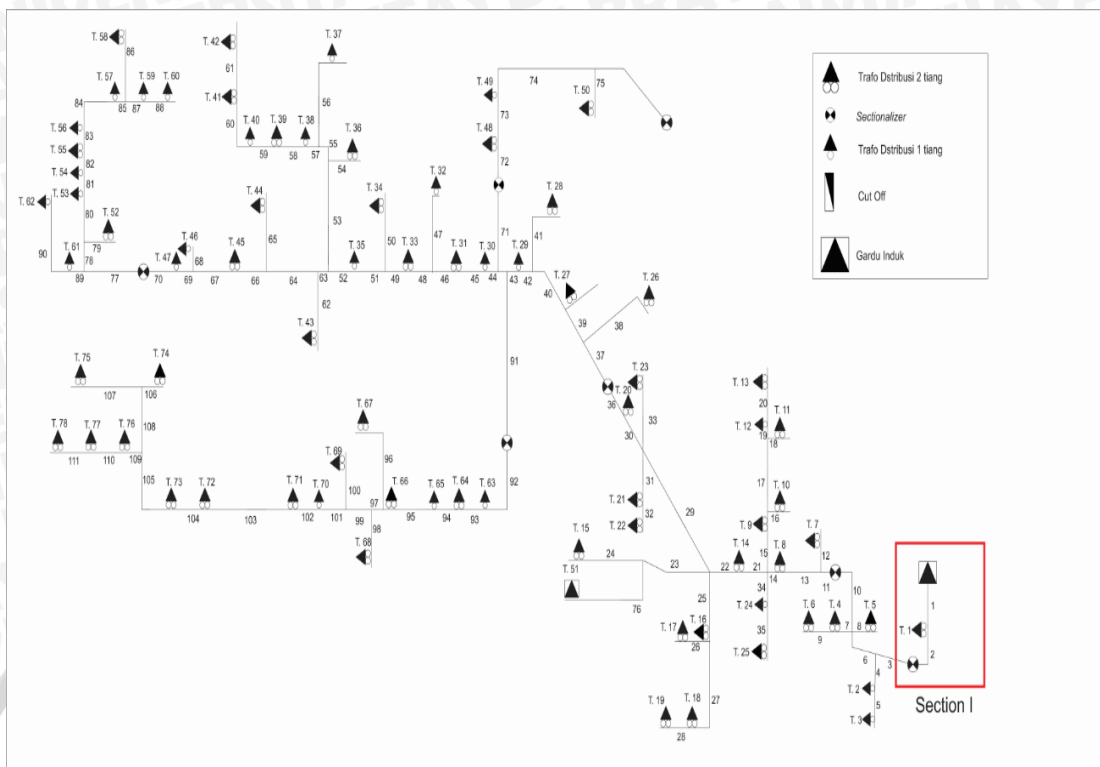 T. 58
86
T. 42
T. 37
61
T. 57
T. 59
T. 60
84
85
87
88
T. 41
60
56
T. 56
83
T. 40
T. 39
T. 38
T. 36
59
58
57
55
54
T. 55
82
T. 54
81
T. 53
T. 62
80
T. 52
79
T. 44
65
T. 34
50
T. 32
47
53
T. 49
73
T. 48
72
74
75
T. 50
T. 28
41
71
90
T. 61
78
89
77
70
T. 47
T. 46
68
69
67
T. 45
66
64
63
T. 35
52
51
T. 33
49
48
T. 31
46
45
T. 30
44
T. 29
43
42
40
62
T. 43
T. 27
T. 26
39
38
37
91
T. 23
T. 20
36
33
30
T. 75
T. 74
107
106
108
T. 78
T. 77
T. 76
111
110
109
105
T. 73
T. 72
104
103
T. 71
T. 70
102
101
T. 69
100
T. 67
96
97
99
98
T. 68
T. 66
95
T. 65
T. 64
T. 63
94
93
92
T. 21
31
T. 22
32
29
T. 13
20
T. 12
T. 11
19
18
17
T. 10
T. 9
16
15
T. 8
T. 7
12
T. 14
22
21
14
13
11
10
T. 15
24
23
T. 51
76
25
T. 17
T. 16
26
27
T. 19
T. 18
28
34
T. 24
35
T. 25
T. 6
T. 4
T. 5
9
7
8
6
3
4
T. 2
5
T. 3
1
T. 1
2
Section I
Trafo Dstribusi 2 tiang
Sectionalizer
Trafo Dstribusi 1 tiang
Cut Off
Gardu Induk